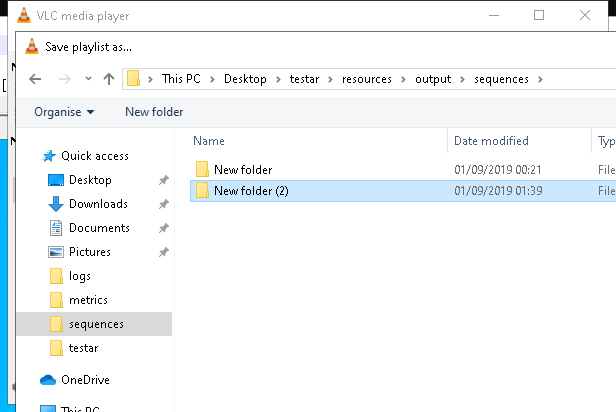 VLC media player
Save playlist as...
This PC > Desktop > testar > resources > output > sequences >
Organise New folder
Name Date modified Typ
Quick access
New folder 01/09/2019 00:21 File
Desktop
New folder (2) 01/09/2019 01:39 File
Downloads
Documents
Pictures
logs
metrics
sequences
testar
OneDrive
This PC